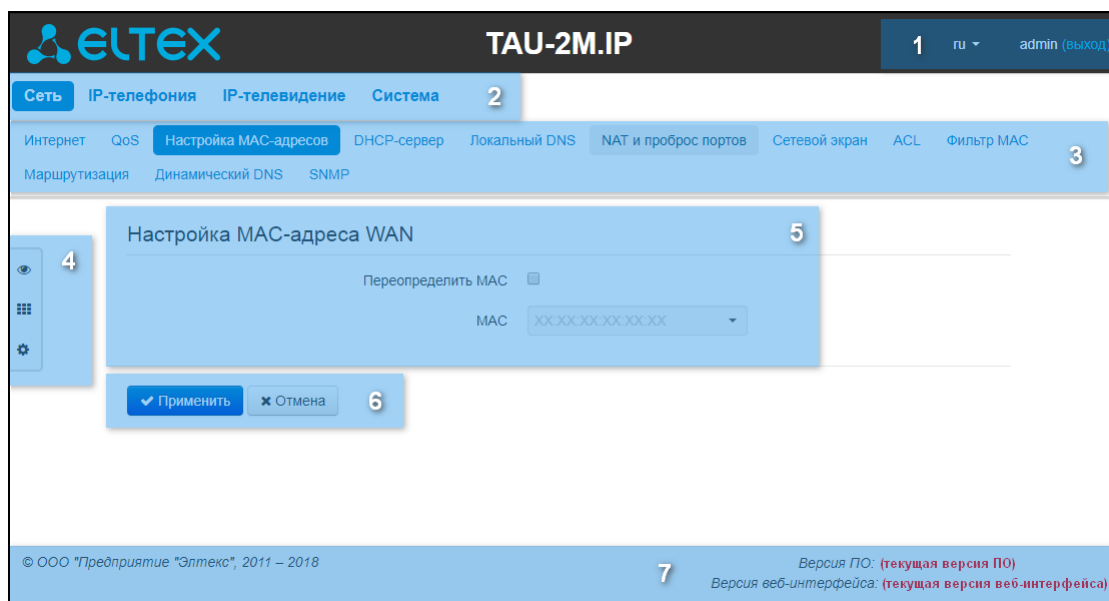 ELTEX TAU-2M.IP 1 ru admin (выход)
Сеть IP-телефония IP-телевидение Система 2
Интернет QoS Настройка MAC-адресов DHCP-сервер Локальный DNS NAT и проброс портов Сетевой экран ACL Фильтр MAC 3
Маршрутизация Динамический DNS SNMP
Настройка MAC-адреса WAN 5
4
Переопределить MAC
MAC XX:XX:XX:XX:XX:XX
Применить Отмена 6
© ООО "Предприятие "Элтекс", 2011 – 2018 7 Версия ПО: (текущая версия ПО)
Версия веб-интерфейса: (текущая версия веб-интерфейса)